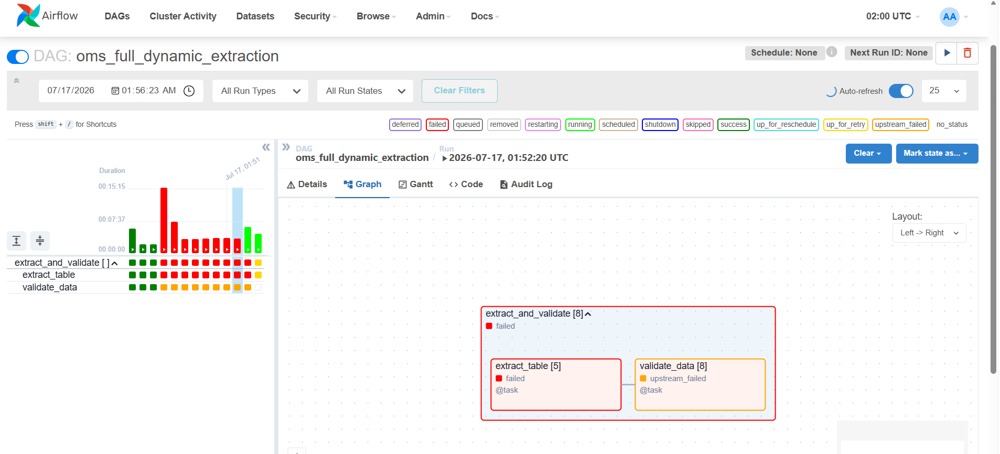 Airflow DAGs Cluster Activity Datasets Security Browse Admin Docs 02:00 UTC AA
DAG: oms_full_dynamic_extraction Schedule: None i Next Run ID: None
07/17/2026 01:56:23 AM All Run Types All Run States Clear Filters Auto-refresh 25
Press shift + / for Shortcuts deferred failed queued removed restarting running scheduled shutdown skipped success up_for_reschedule up_for_retry upstream_failed no_status
DAG Run
oms_full_dynamic_extraction / 2026-07-17, 01:52:20 UTC Clear Mark state as...
Jul 17, 01:51
Duration
00:15:15
00:07:37
00:00:00
extract_and_validate [ ]
extract_table
validate_data
Details Graph Gantt Code Audit Log
Layout:
Left -> Right
extract_and_validate [8]
failed
extract_table [5]
failed
@task
validate_data [8]
upstream_failed
@task